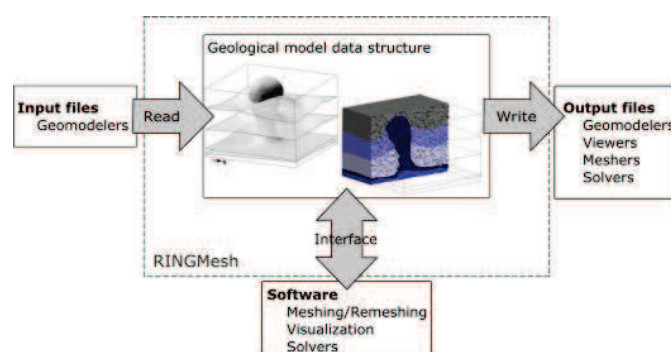 Geological model data structure
Input files
Geomodelers
Read
Write
Output files
Geomodelers
Viewers
Meshers
Solvers
Interface
RINGMesh
Software
Meshing/Remeshing
Visualization
Solvers